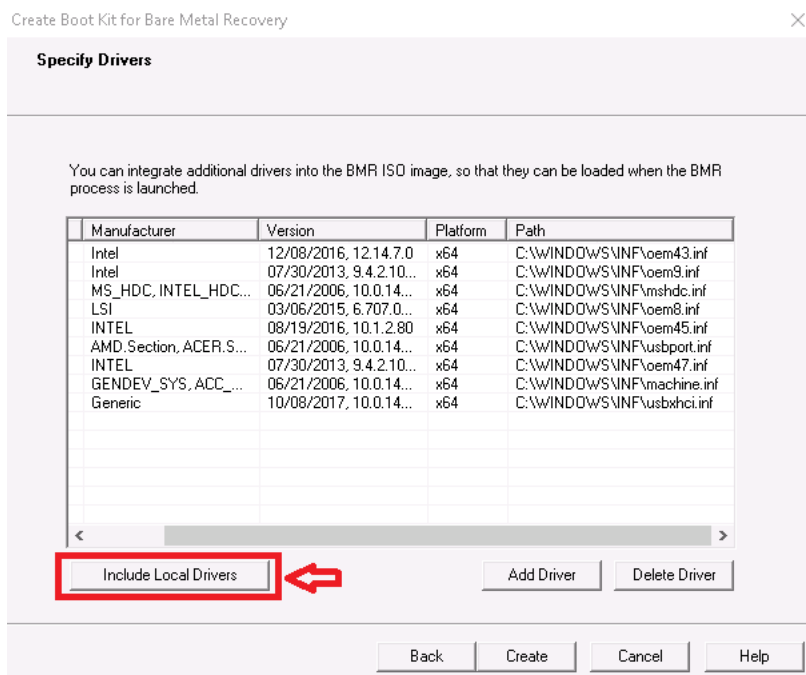 Create Boot Kit for Bare Metal Recovery
Specify Drivers
You can integrate additional drivers into the BMR ISO image, so that they can be loaded when the BMR
process is launched.
Manufacturer Version Platform Path
Intel 12/08/2016, 12.14.7.0 x64 C:\WINDOWS\INF\oem43.inf
Intel 07/30/2013, 9.4.2.10... x64 C:\WINDOWS\INF\oem9.inf
MS_HDC, INTEL_HDC... 06/21/2006, 10.0.14... x64 C:\WINDOWS\INF\mshdc.inf
LSI 03/06/2015, 6.707.0... x64 C:\WINDOWS\INF\oem8.inf
INTEL 08/19/2016, 10.1.2.80 x64 C:\WINDOWS\INF\oem45.inf
AMD.Section, ACER.S... 06/21/2006, 10.0.14... x64 C:\WINDOWS\INF\usbport.inf
INTEL 07/30/2013, 9.4.2.10... x64 C:\WINDOWS\INF\oem47.inf
GENDEV_SYS, ACC_... 06/21/2006, 10.0.14... x64 C:\WINDOWS\INF\machine.inf
Generic 10/08/2017, 10.0.14... x64 C:\WINDOWS\INF\usbxhci.inf
Include Local Drivers Add Driver Delete Driver
Back Create Cancel Help